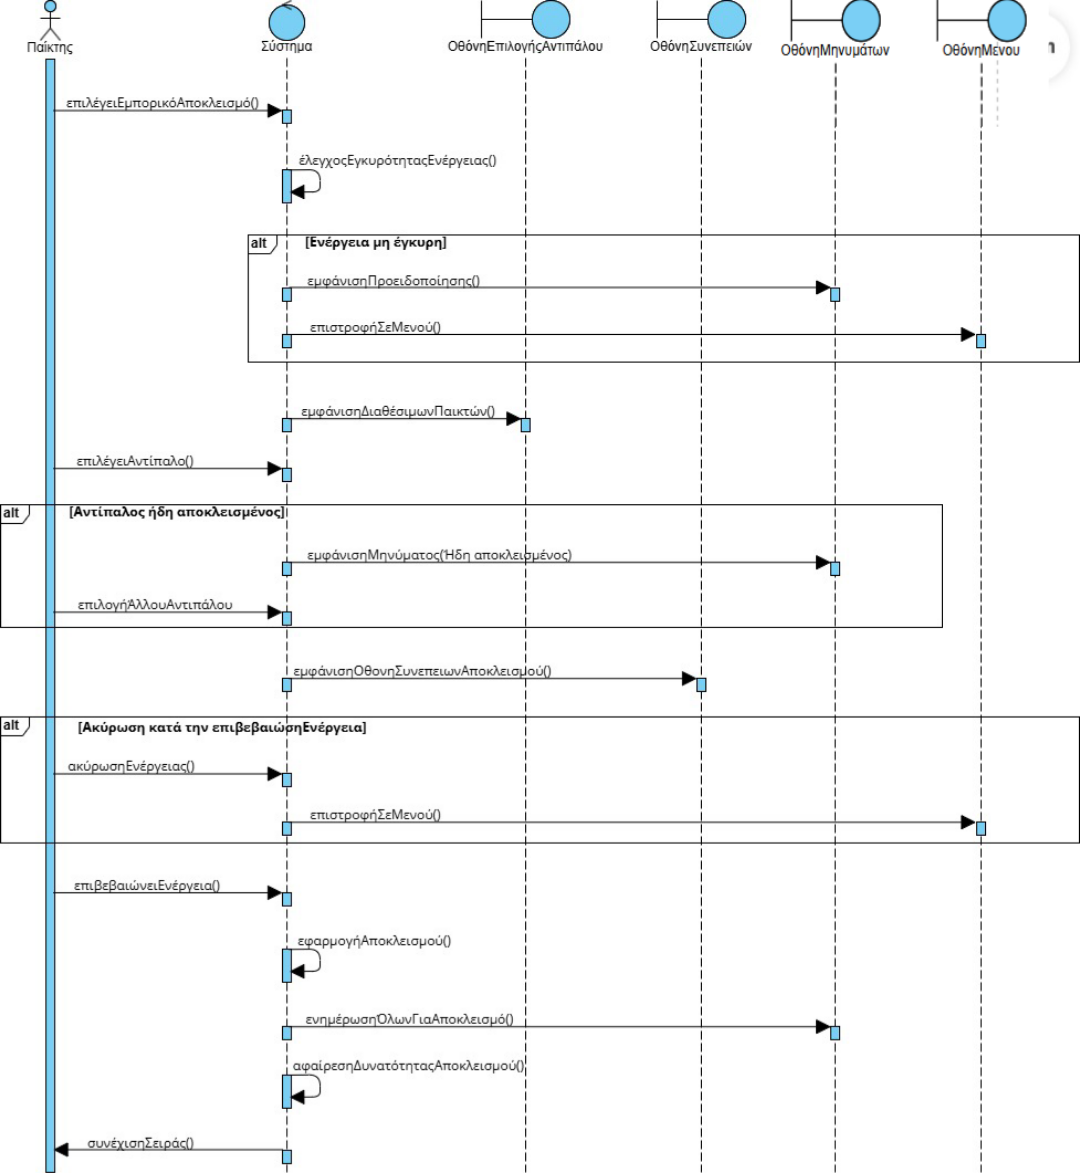 Παίκτης
Σύστημα
ΟθόνηΕπιλογήςΑντιπάλου
ΟθόνηΣυνεπειών
ΟθόνηΜηνυμάτων
ΟθόνηΜενου
επιλέγειΕμπορικόΑποκλεισμό()
έλεγχοςΕγκυρότηταςΕνέργειας()
alt
[Ενέργεια μη έγκυρη]
εμφάνισηΠροειδοποίησης()
επιστροφήΣεΜενού()
εμφάνισηΔιαθέσιμωνΠαικτών()
επιλέγειΑντίπαλο()
alt
[Αντίπαλος ήδη αποκλεισμένος]
εμφάνισηΜηνύματος(Ήδη αποκλεισμένος)
επιλογήΆλλουΑντιπάλου
εμφάνισηΟθονηΣυνεπειωνΑποκλεισμού()
alt
[Ακύρωση κατά την επιβεβαιώσηΕνέργεια]
ακύρωσηΕνέργειας()
επιστροφήΣεΜενού()
επιβεβαιώνειΕνέργεια()
εφαρμογήΑποκλεισμού()
ενημέρωσηΌλωνΓιαΑποκλεισμό()
αφαίρεσηΔυνατότηταςΑποκλεισμού()
συνέχισηΣειράς()